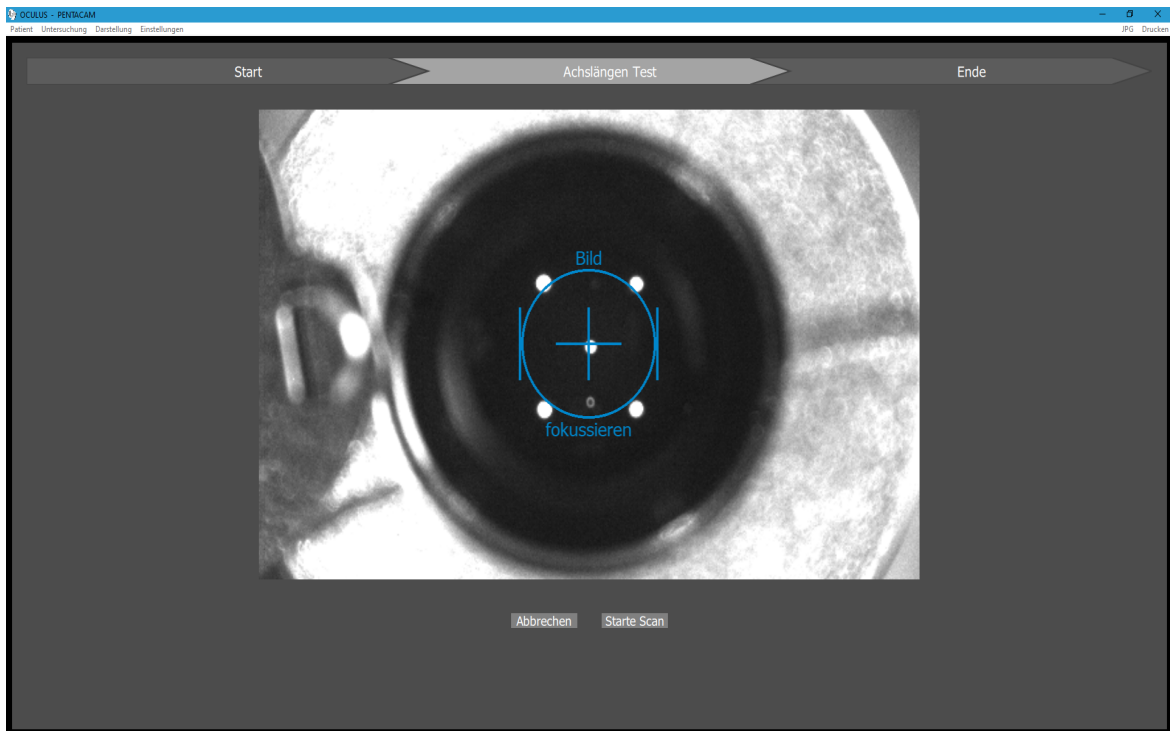 OCULUS - PENTACAM
Patient Untersuchung Darstellung Einstellungen JPG Drucken
Start Achslängen Test Ende
Bild
fokussieren
Abbrechen Starte Scan